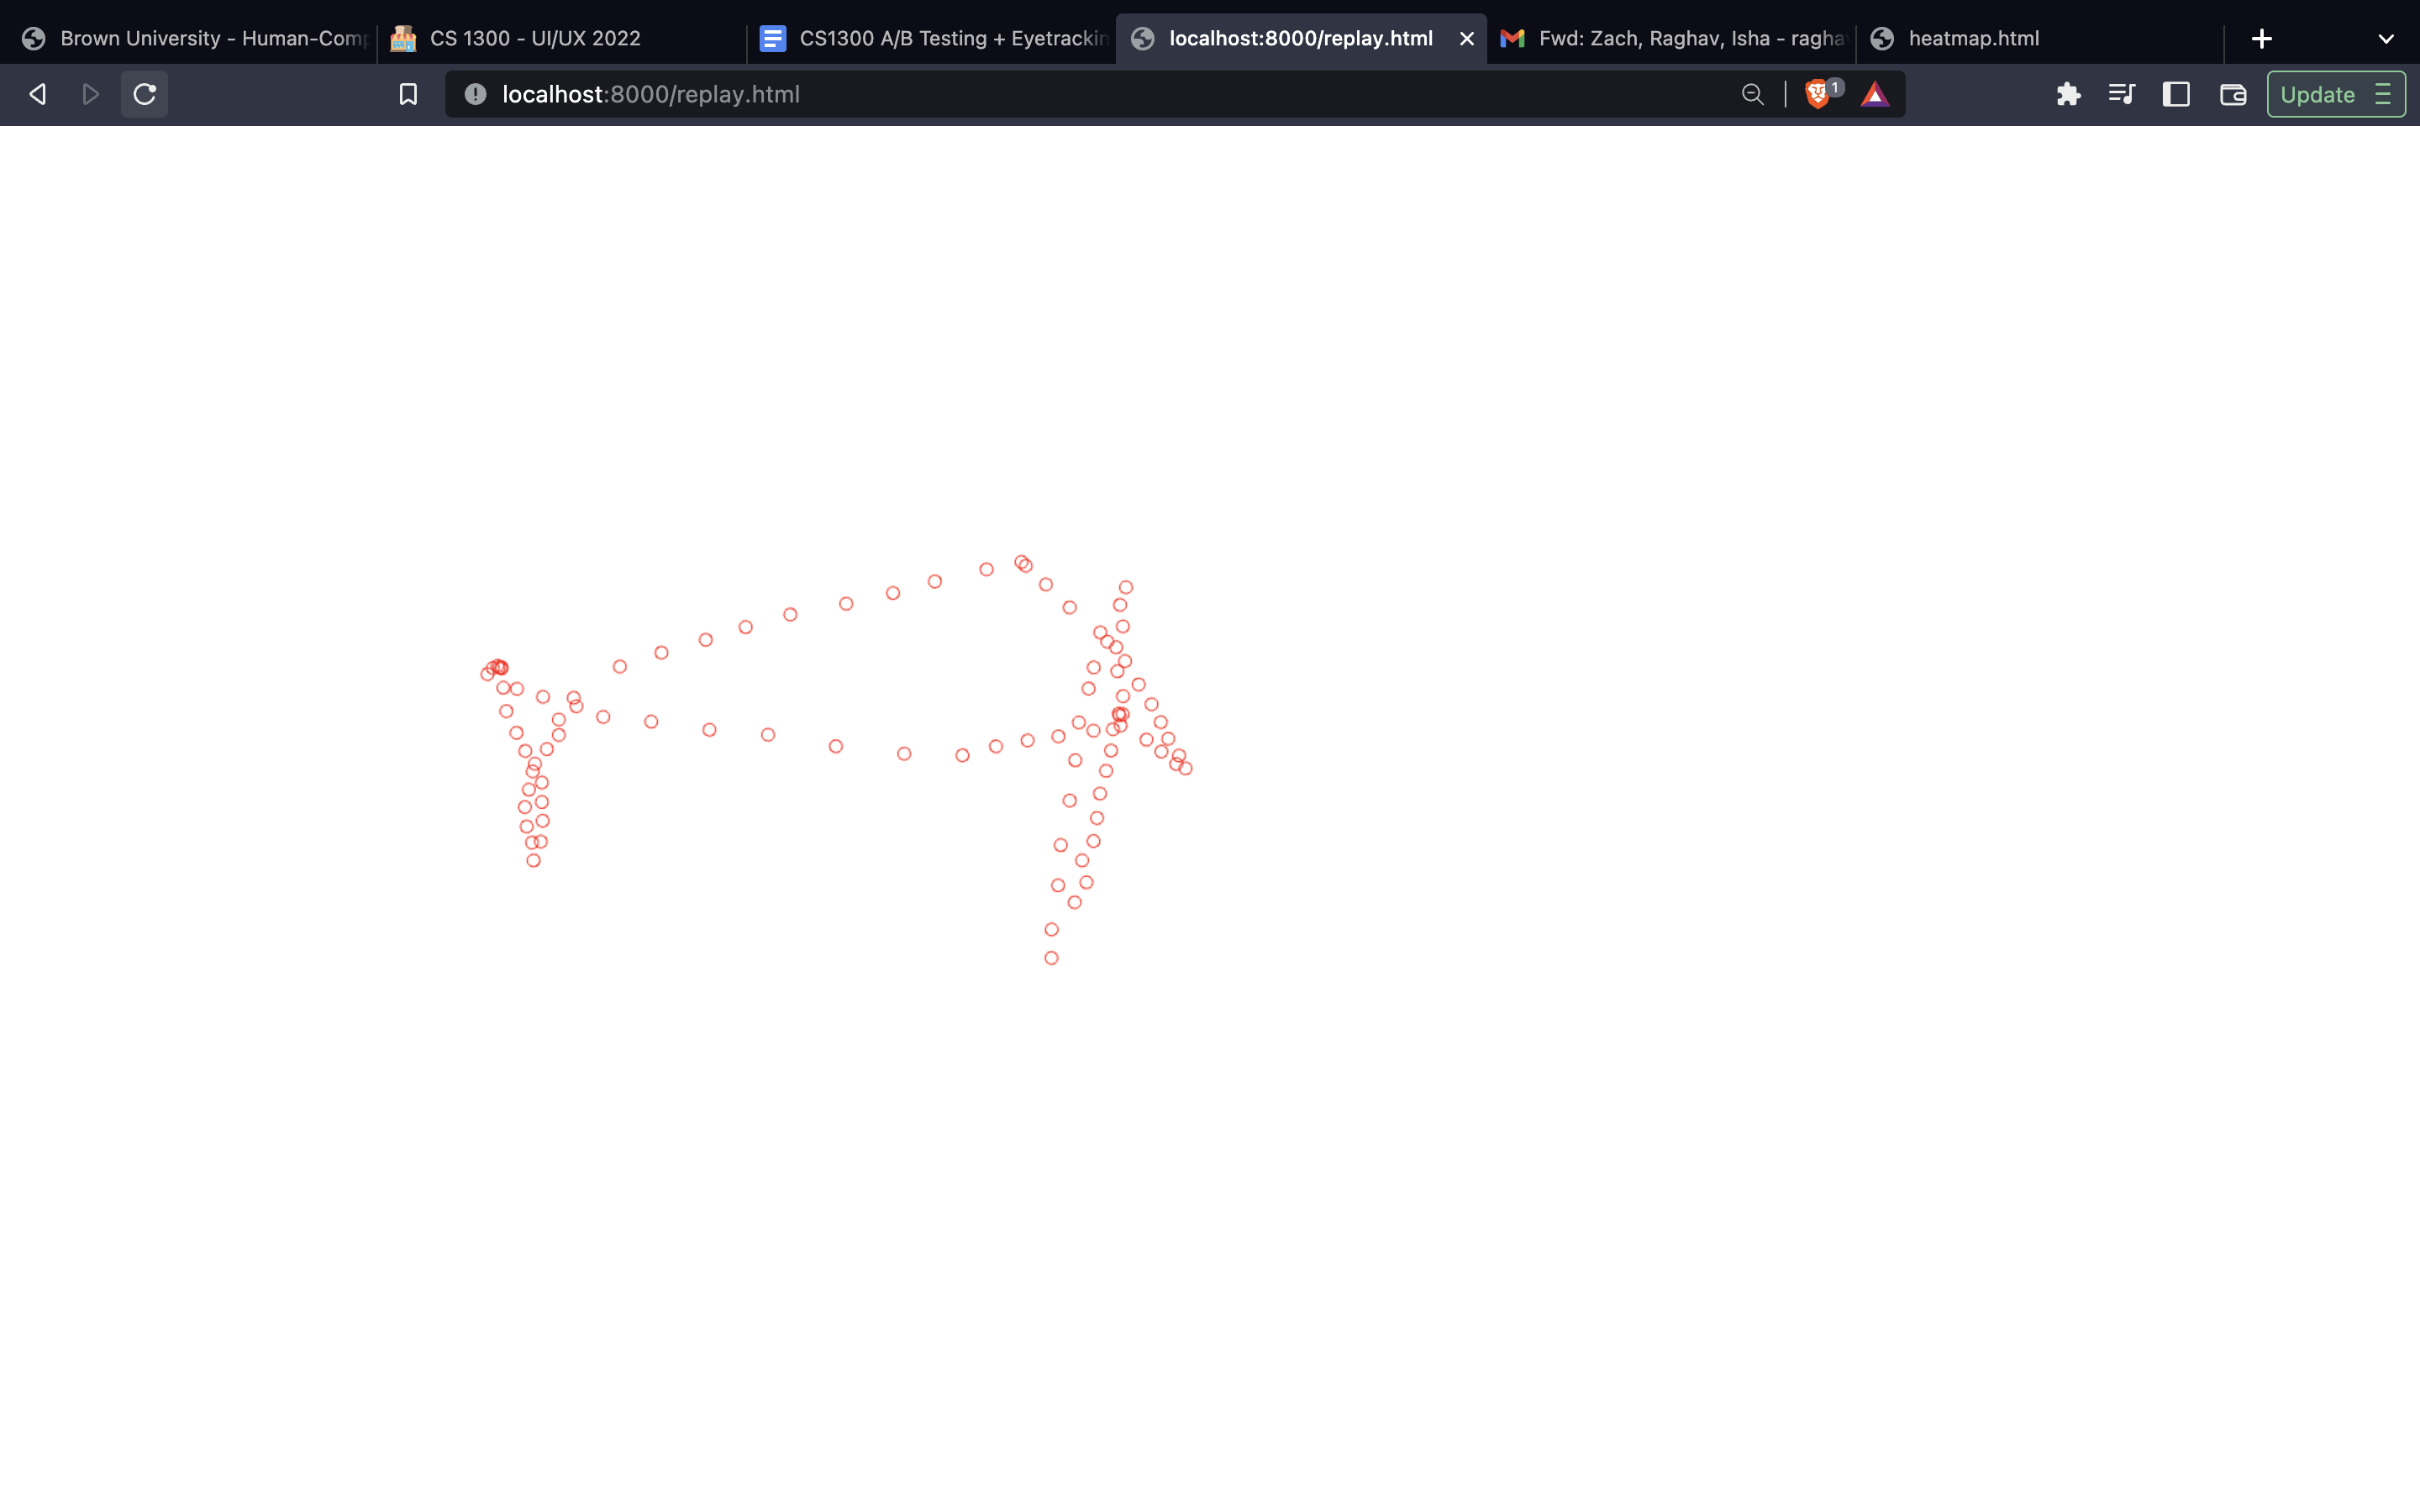 Brown University - Human-Com
CS 1300 - UI/UX 2022
CS1300 A/B Testing + Eyetrackin
localhost:8000/replay.html
Fwd: Zach, Raghav, Isha - ragha
heatmap.html
localhost:8000/replay.html
1
Update